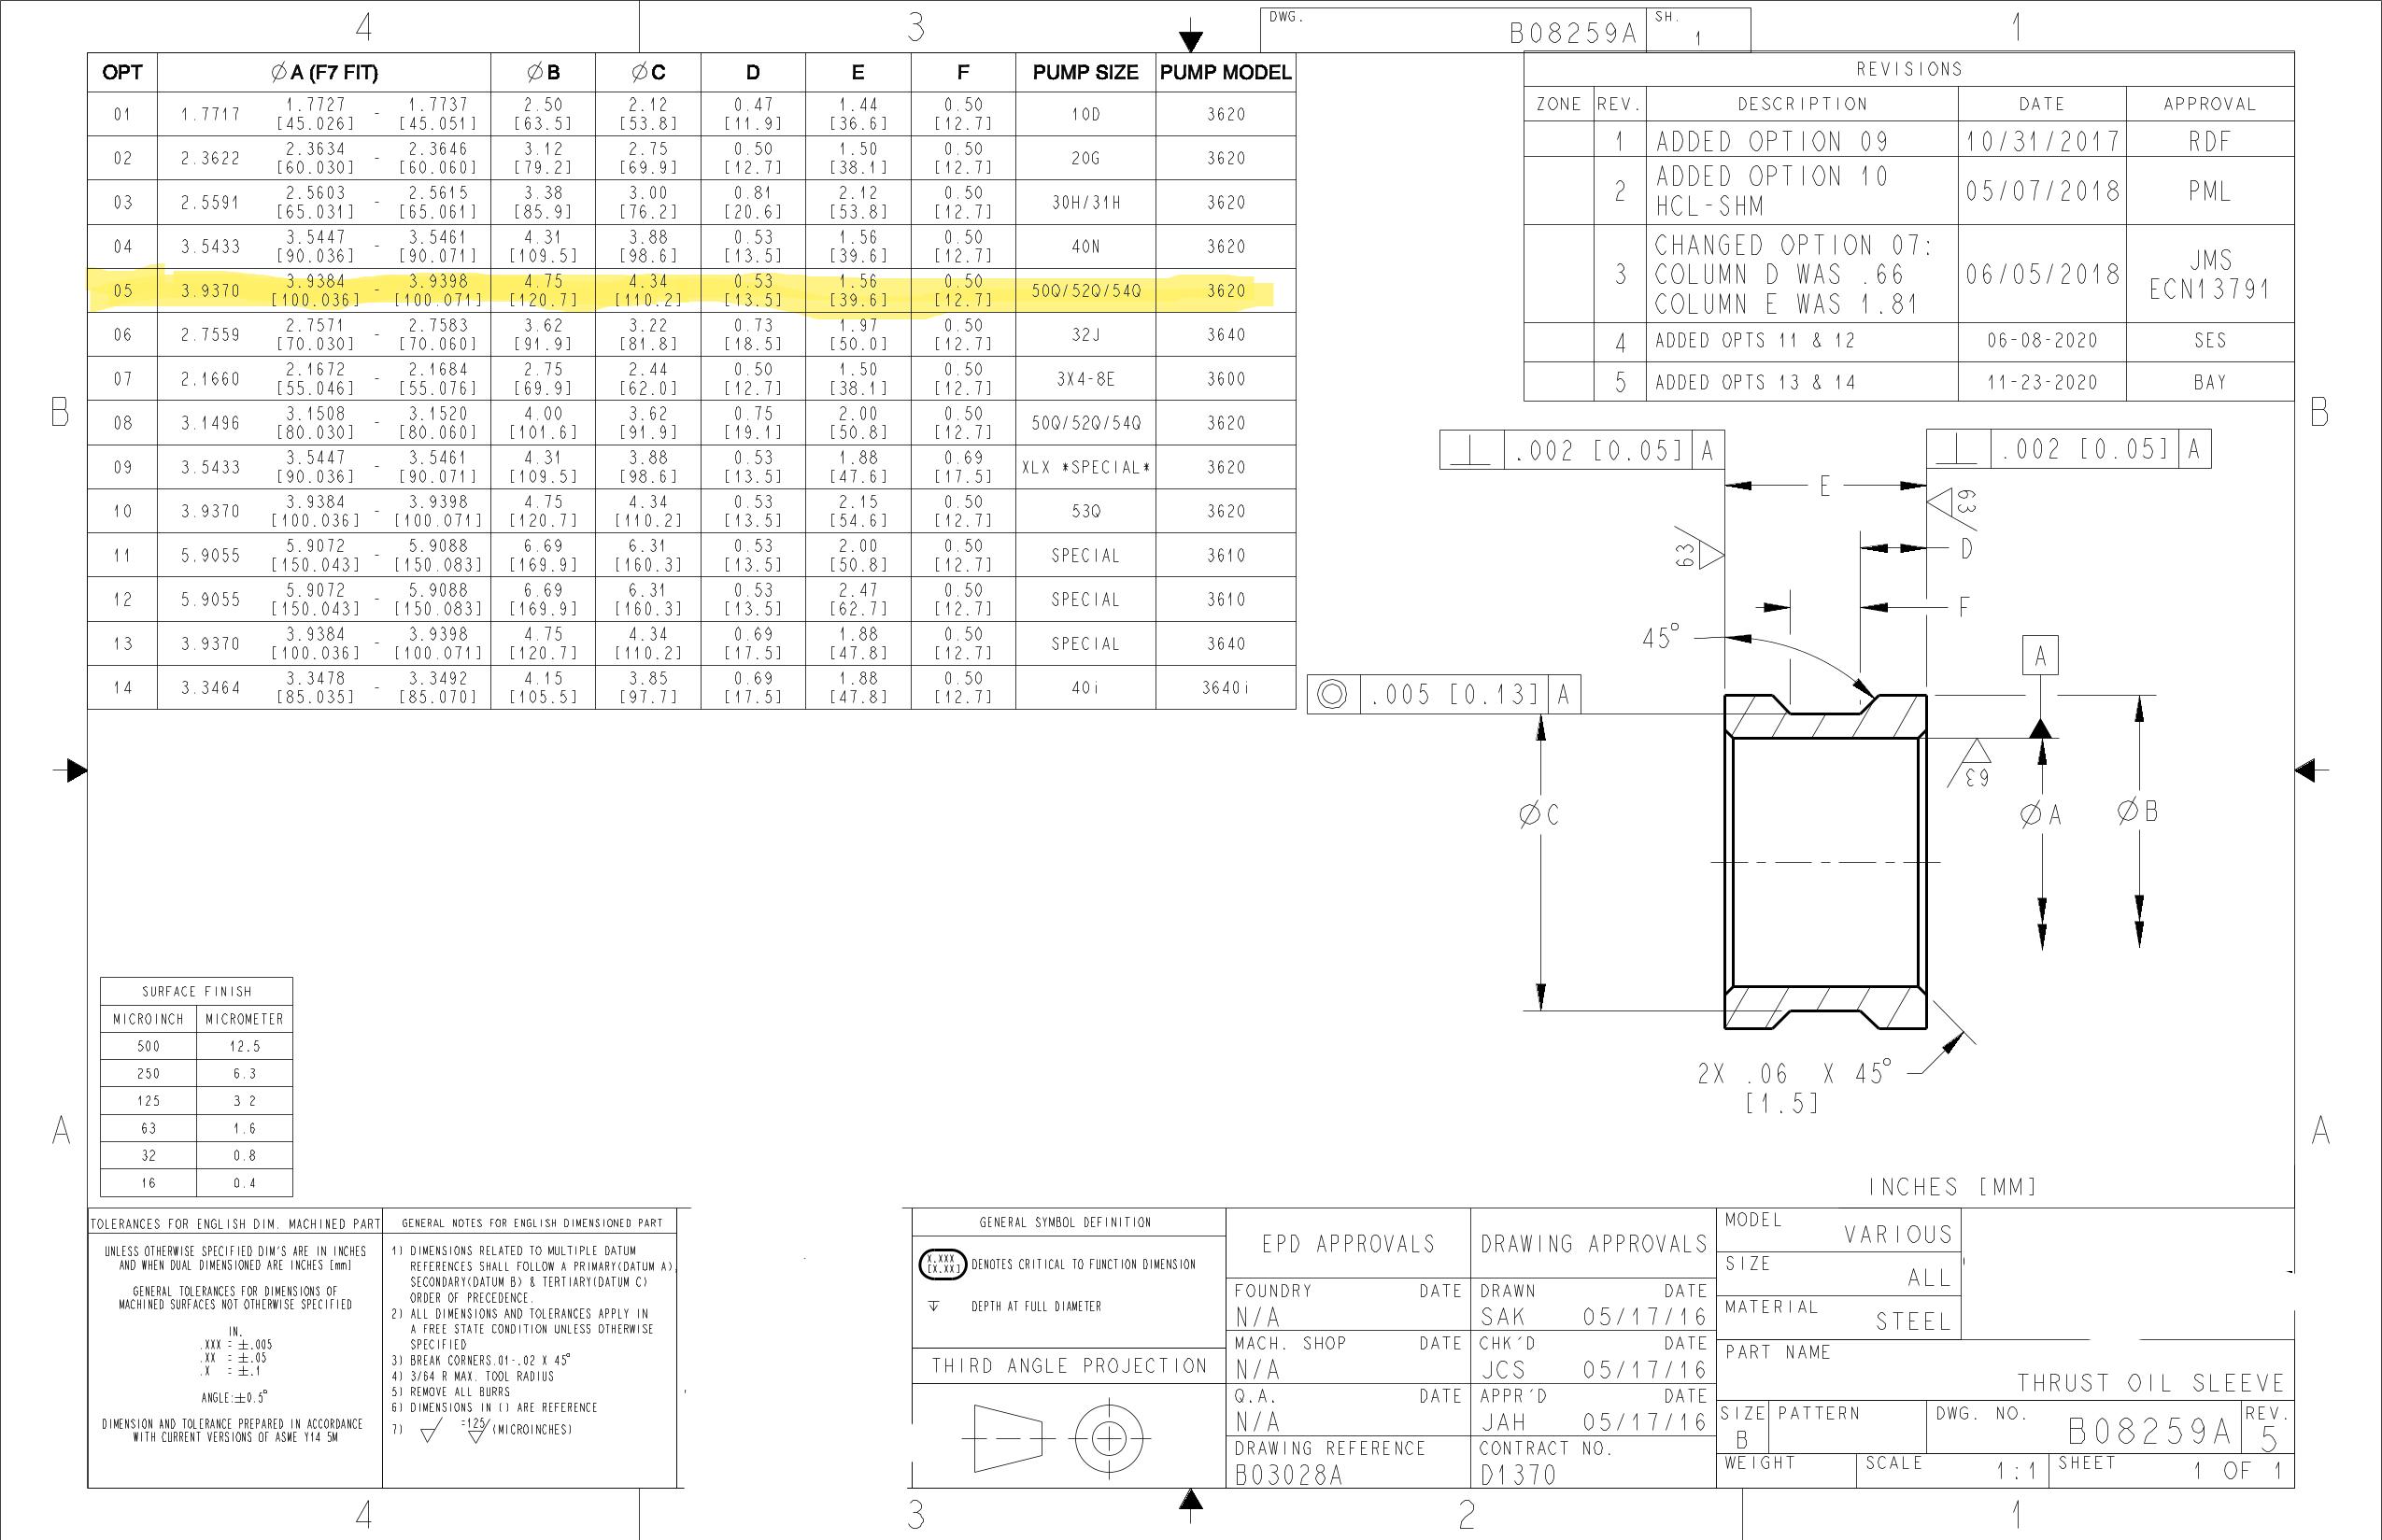 4
3
1
DWG.
B08259A
SH.
1
OPT ∅A (F7 FIT) ∅B ∅C D E F PUMP SIZE PUMP MODEL
01 1.7717 1.7727 [45.026] - 1.7737 [45.051] 2.50 [63.5] 2.12 [53.8] 0.47 [11.9] 1.44 [36.6] 0.50 [12.7] 10D 3620
02 2.3622 2.3634 [60.030] - 2.3646 [60.060] 3.12 [79.2] 2.75 [69.9] 0.50 [12.7] 1.50 [38.1] 0.50 [12.7] 20G 3620
03 2.5591 2.5603 [65.031] - 2.5615 [65.061] 3.38 [85.9] 3.00 [76.2] 0.81 [20.6] 2.12 [53.8] 0.50 [12.7] 30H/31H 3620
04 3.5433 3.5447 [90.036] - 3.5461 [90.071] 4.31 [109.5] 3.88 [98.6] 0.53 [13.5] 1.56 [39.6] 0.50 [12.7] 40N 3620
05 3.9370 3.9384 [100.036] - 3.9398 [100.071] 4.75 [120.7] 4.34 [110.2] 0.53 [13.5] 1.56 [39.6] 0.50 [12.7] 50Q/52Q/54Q 3620
06 2.7559 2.7571 [70.030] - 2.7583 [70.060] 3.62 [91.9] 3.22 [81.8] 0.73 [18.5] 1.97 [50.0] 0.50 [12.7] 32J 3640
07 2.1660 2.1672 [55.046] - 2.1684 [55.076] 2.75 [69.9] 2.44 [62.0] 0.50 [12.7] 1.50 [38.1] 0.50 [12.7] 3X4-8E 3600
08 3.1496 3.1508 [80.030] - 3.1520 [80.060] 4.00 [101.6] 3.62 [91.9] 0.75 [19.1] 2.00 [50.8] 0.50 [12.7] 50Q/52Q/54Q 3620
09 3.5433 3.5447 [90.036] - 3.5461 [90.071] 4.31 [109.5] 3.88 [98.6] 0.53 [13.5] 1.88 [47.6] 0.69 [17.5] XLX *SPECIAL* 3620
10 3.9370 3.9384 [100.036] - 3.9398 [100.071] 4.75 [120.7] 4.34 [110.2] 0.53 [13.5] 2.15 [54.6] 0.50 [12.7] 53Q 3620
11 5.9055 5.9072 [150.043] - 5.9088 [150.083] 6.69 [169.9] 6.31 [160.3] 0.53 [13.5] 2.00 [50.8] 0.50 [12.7] SPECIAL 3610
12 5.9055 5.9072 [150.043] - 5.9088 [150.083] 6.69 [169.9] 6.31 [160.3] 0.53 [13.5] 2.47 [62.7] 0.50 [12.7] SPECIAL 3610
13 3.9370 3.9384 [100.036] - 3.9398 [100.071] 4.75 [120.7] 4.34 [110.2] 0.69 [17.5] 1.88 [47.8] 0.50 [12.7] SPECIAL 3640
14 3.3464 3.3478 [85.035] - 3.3492 [85.070] 4.15 [105.5] 3.85 [97.7] 0.69 [17.5] 1.88 [47.8] 0.50 [12.7] 40i 3640i
REVISIONS
ZONE REV. DESCRIPTION DATE APPROVAL
1 ADDED OPTION 09 10/31/2017 RDF
2 ADDED OPTION 10 HCL-SHM 05/07/2018 PML
3 CHANGED OPTION 07: COLUMN D WAS .66 COLUMN E WAS 1.81 06/05/2018 JMS ECN13791
4 ADDED OPTS 11 & 12 06-08-2020 SES
5 ADDED OPTS 13 & 14 11-23-2020 BAY
B
B
⊥ .002 [0.05] A
⊥ .002 [0.05] A
E
63
63
D
F
45°
A
◎ .005 [0.13] A
63
∅C
∅A
∅B
2X .06 X 45°
[1.5]
A
A
INCHES [MM]
SURFACE FINISH
MICROINCH MICROMETER
500 12.5
250 6.3
125 3 2
63 1.6
32 0.8
16 0.4
TOLERANCES FOR ENGLISH DIM. MACHINED PART
UNLESS OTHERWISE SPECIFIED DIM'S ARE IN INCHES
AND WHEN DUAL DIMENSIONED ARE INCHES [mm]
GENERAL TOLERANCES FOR DIMENSIONS OF
MACHINED SURFACES NOT OTHERWISE SPECIFIED
IN.
.XXX = ±.005
.XX = ±.05
.X = ±.1
ANGLE:±0.5°
DIMENSION AND TOLERANCE PREPARED IN ACCORDANCE
WITH CURRENT VERSIONS OF ASME Y14 5M
GENERAL NOTES FOR ENGLISH DIMENSIONED PART
1) DIMENSIONS RELATED TO MULTIPLE DATUM
REFERENCES SHALL FOLLOW A PRIMARY(DATUM A),
SECONDARY(DATUM B) & TERTIARY(DATUM C)
ORDER OF PRECEDENCE.
2) ALL DIMENSIONS AND TOLERANCES APPLY IN
A FREE STATE CONDITION UNLESS OTHERWISE
SPECIFIED
3) BREAK CORNERS.01-.02 X 45°
4) 3/64 R MAX. TOOL RADIUS
5) REMOVE ALL BURRS
6) DIMENSIONS IN () ARE REFERENCE
7) =125/ (MICROINCHES)
GENERAL SYMBOL DEFINITION
X.XXX
[X.XX]
DENOTES CRITICAL TO FUNCTION DIMENSION
DEPTH AT FULL DIAMETER
THIRD ANGLE PROJECTION
EPD APPROVALS
FOUNDRY DATE
N/A
MACH. SHOP DATE
N/A
Q.A. DATE
N/A
DRAWING REFERENCE
B03028A
DRAWING APPROVALS
DRAWN DATE
SAK 05/17/16
CHK'D DATE
JCS 05/17/16
APPR'D DATE
JAH 05/17/16
CONTRACT NO.
D1370
MODEL
VARIOUS
SIZE
ALL
MATERIAL
STEEL
PART NAME
THRUST OIL SLEEVE
SIZE
B
PATTERN
DWG. NO.
B08259A
REV.
5
WEIGHT
SCALE
1:1
SHEET
1 OF 1
4
3
2
1